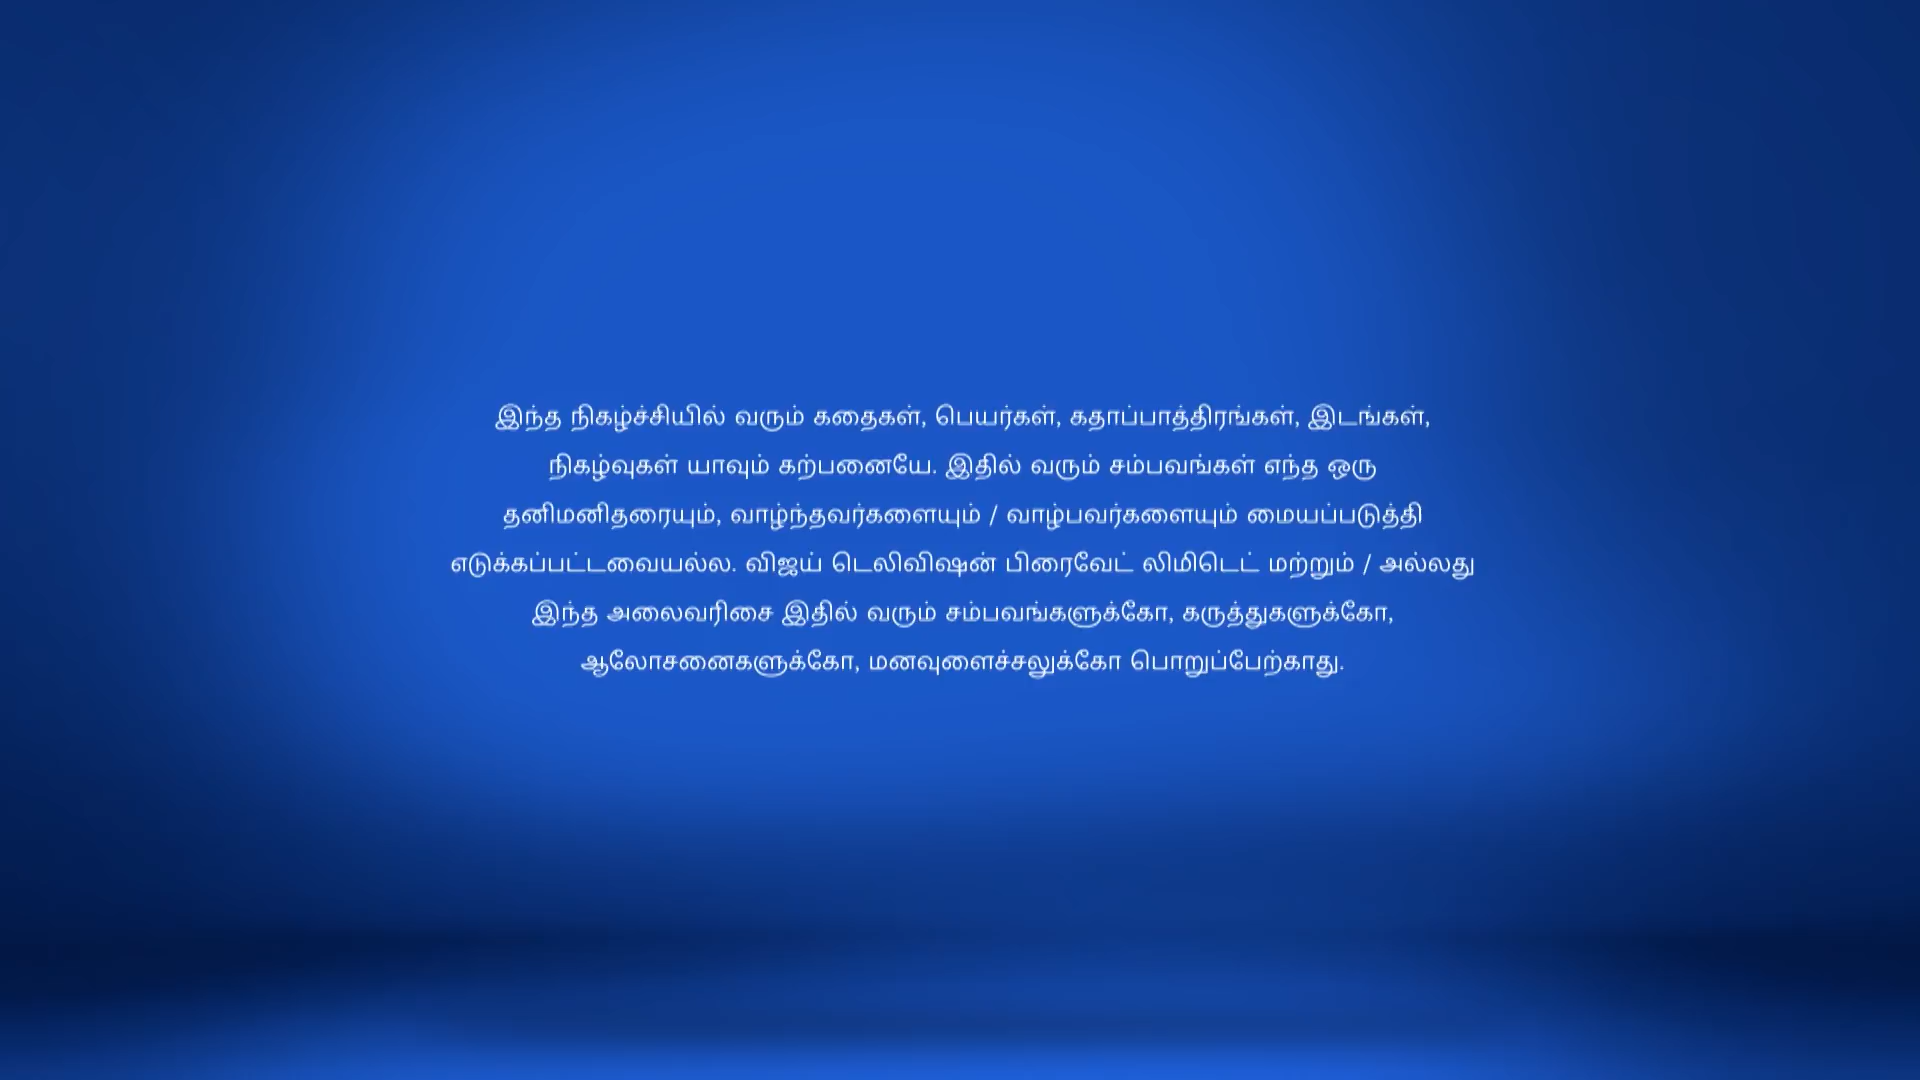 இந்த நிகழ்ச்சியில் வரும் கதைகள், பெயர்கள், கதாப்பாத்திரங்கள், இடங்கள்,
நிகழ்வுகள் யாவும் கற்பனையே. இதில் வரும் சம்பவங்கள் எந்த ஒரு
தனிமனிதரையும், வாழ்ந்தவர்களையும் / வாழ்பவர்களையும் மையப்படுத்தி
எடுக்கப்பட்டவையல்ல. விஜய் டெலிவிஷன் பிரைவேட் லிமிடெட் மற்றும் / அல்லது
இந்த அலைவரிசை இதில் வரும் சம்பவங்களுக்கோ, கருத்துகளுக்கோ,
ஆலோசனைகளுக்கோ, மனவுளைச்சலுக்கோ பொறுப்பேற்காது.